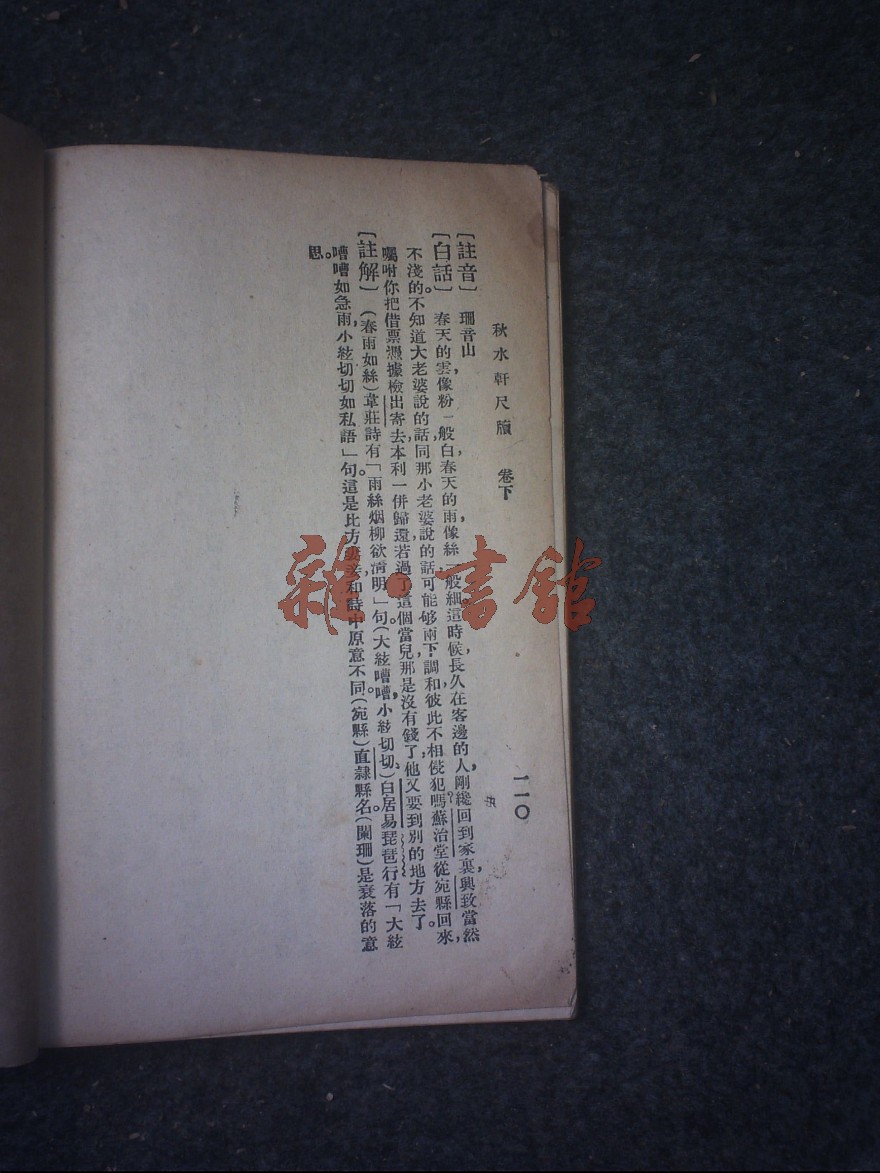 秋水軒尺牘 卷下
一一〇
[註音] 珊音山
[白話] 春天的雲,像粉一般白,春天的雨,像絲一般細。這時候,長久在客邊的人,剛纔回到家裏,興致當然
不淺的。不知道大老婆說的話,同那小老婆說的話,可能够兩下調和,彼此不相侵犯嗎?蘇治堂從宛縣回來,
囑咐你把借票憑據檢出寄去,本利一併歸還。若過了這個當兒,那是沒有錢了,他又要到別的地方去了。
[註解] (春雨如絲)韋莊詩有「雨絲烟柳欲淸明」句。(大絃嘈嘈,小絃切切)白居易琵琶行有「大絃
嘈嘈如急雨,小絃切切如私語」句。這是比方妻妾,和詩中原意不同。(宛縣)直隸縣名。(闌珊)是衰落的意
思。
雜·書館